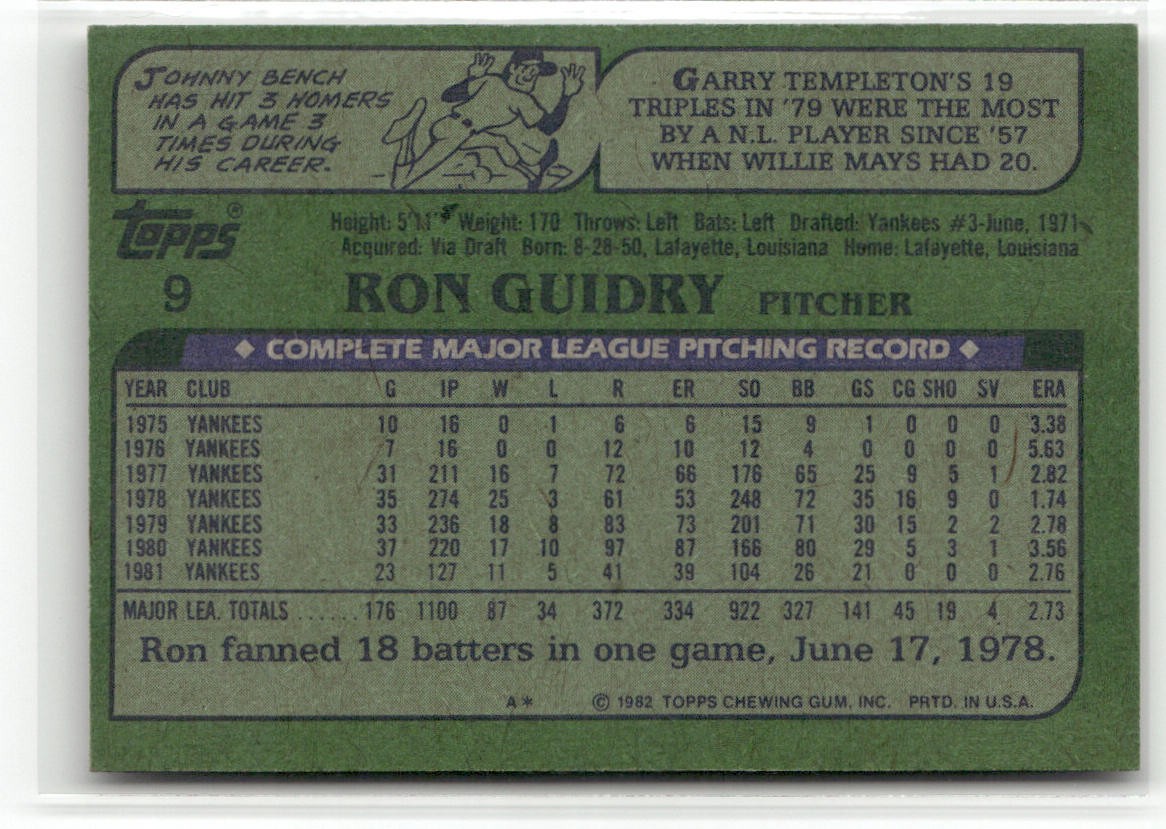 JOHNNY BENCH
HAS HIT 3 HOMERS
IN A GAME 3
TIMES DURING
HIS CAREER.
GARRY TEMPLETON'S 19
TRIPLES IN '79 WERE THE MOST
BY A N.L. PLAYER SINCE '57
WHEN WILLIE MAYS HAD 20.
Topps®
Height: 5'11" Weight: 170 Throws: Left Bats: Left Drafted: Yankees #3-June, 1971
Acquired: Via Draft Born: 8-28-50, Lafayette, Louisiana Home: Lafayette, Louisiana
9 RON GUIDRY PITCHER
◆ COMPLETE MAJOR LEAGUE PITCHING RECORD ◆
YEAR CLUB G IP W L R ER SO BB GS CG SHO SV ERA
1975 YANKEES 10 16 0 1 6 6 15 9 1 0 0 0 3.38
1976 YANKEES 7 16 0 0 12 10 12 4 0 0 0 0 5.63
1977 YANKEES 31 211 16 7 72 66 176 65 25 9 5 1 2.82
1978 YANKEES 35 274 25 3 61 53 248 72 35 16 9 0 1.74
1979 YANKEES 33 236 18 8 83 73 201 71 30 15 2 2 2.78
1980 YANKEES 37 220 17 10 97 87 166 80 29 5 3 1 3.56
1981 YANKEES 23 127 11 5 41 39 104 26 21 0 0 0 2.76
MAJOR LEA. TOTALS ...... 176 1100 87 34 372 334 922 327 141 45 19 4 2.73
Ron fanned 18 batters in one game, June 17, 1978.
A* © 1982 TOPPS CHEWING GUM, INC. PRTD. IN U.S.A.